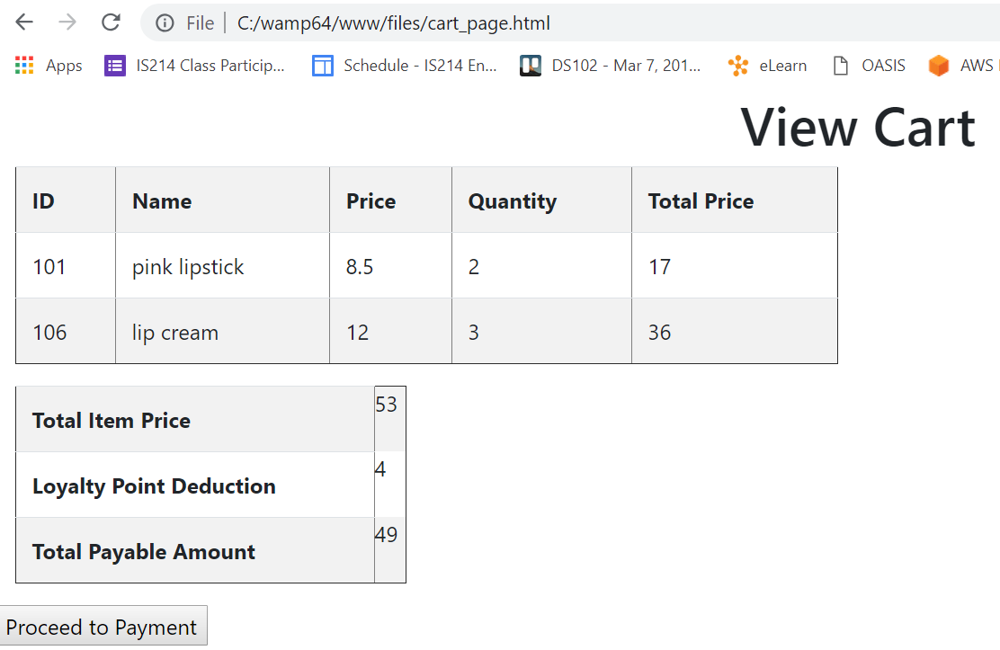 File C:/wamp64/www/files/cart_page.html
Apps IS214 Class Particip... Schedule - IS214 En... DS102 - Mar 7, 201... eLearn OASIS AWS
View Cart
ID Name Price Quantity Total Price
101 pink lipstick 8.5 2 17
106 lip cream 12 3 36
Total Item Price 53
Loyalty Point Deduction 4
Total Payable Amount 49
Proceed to Payment